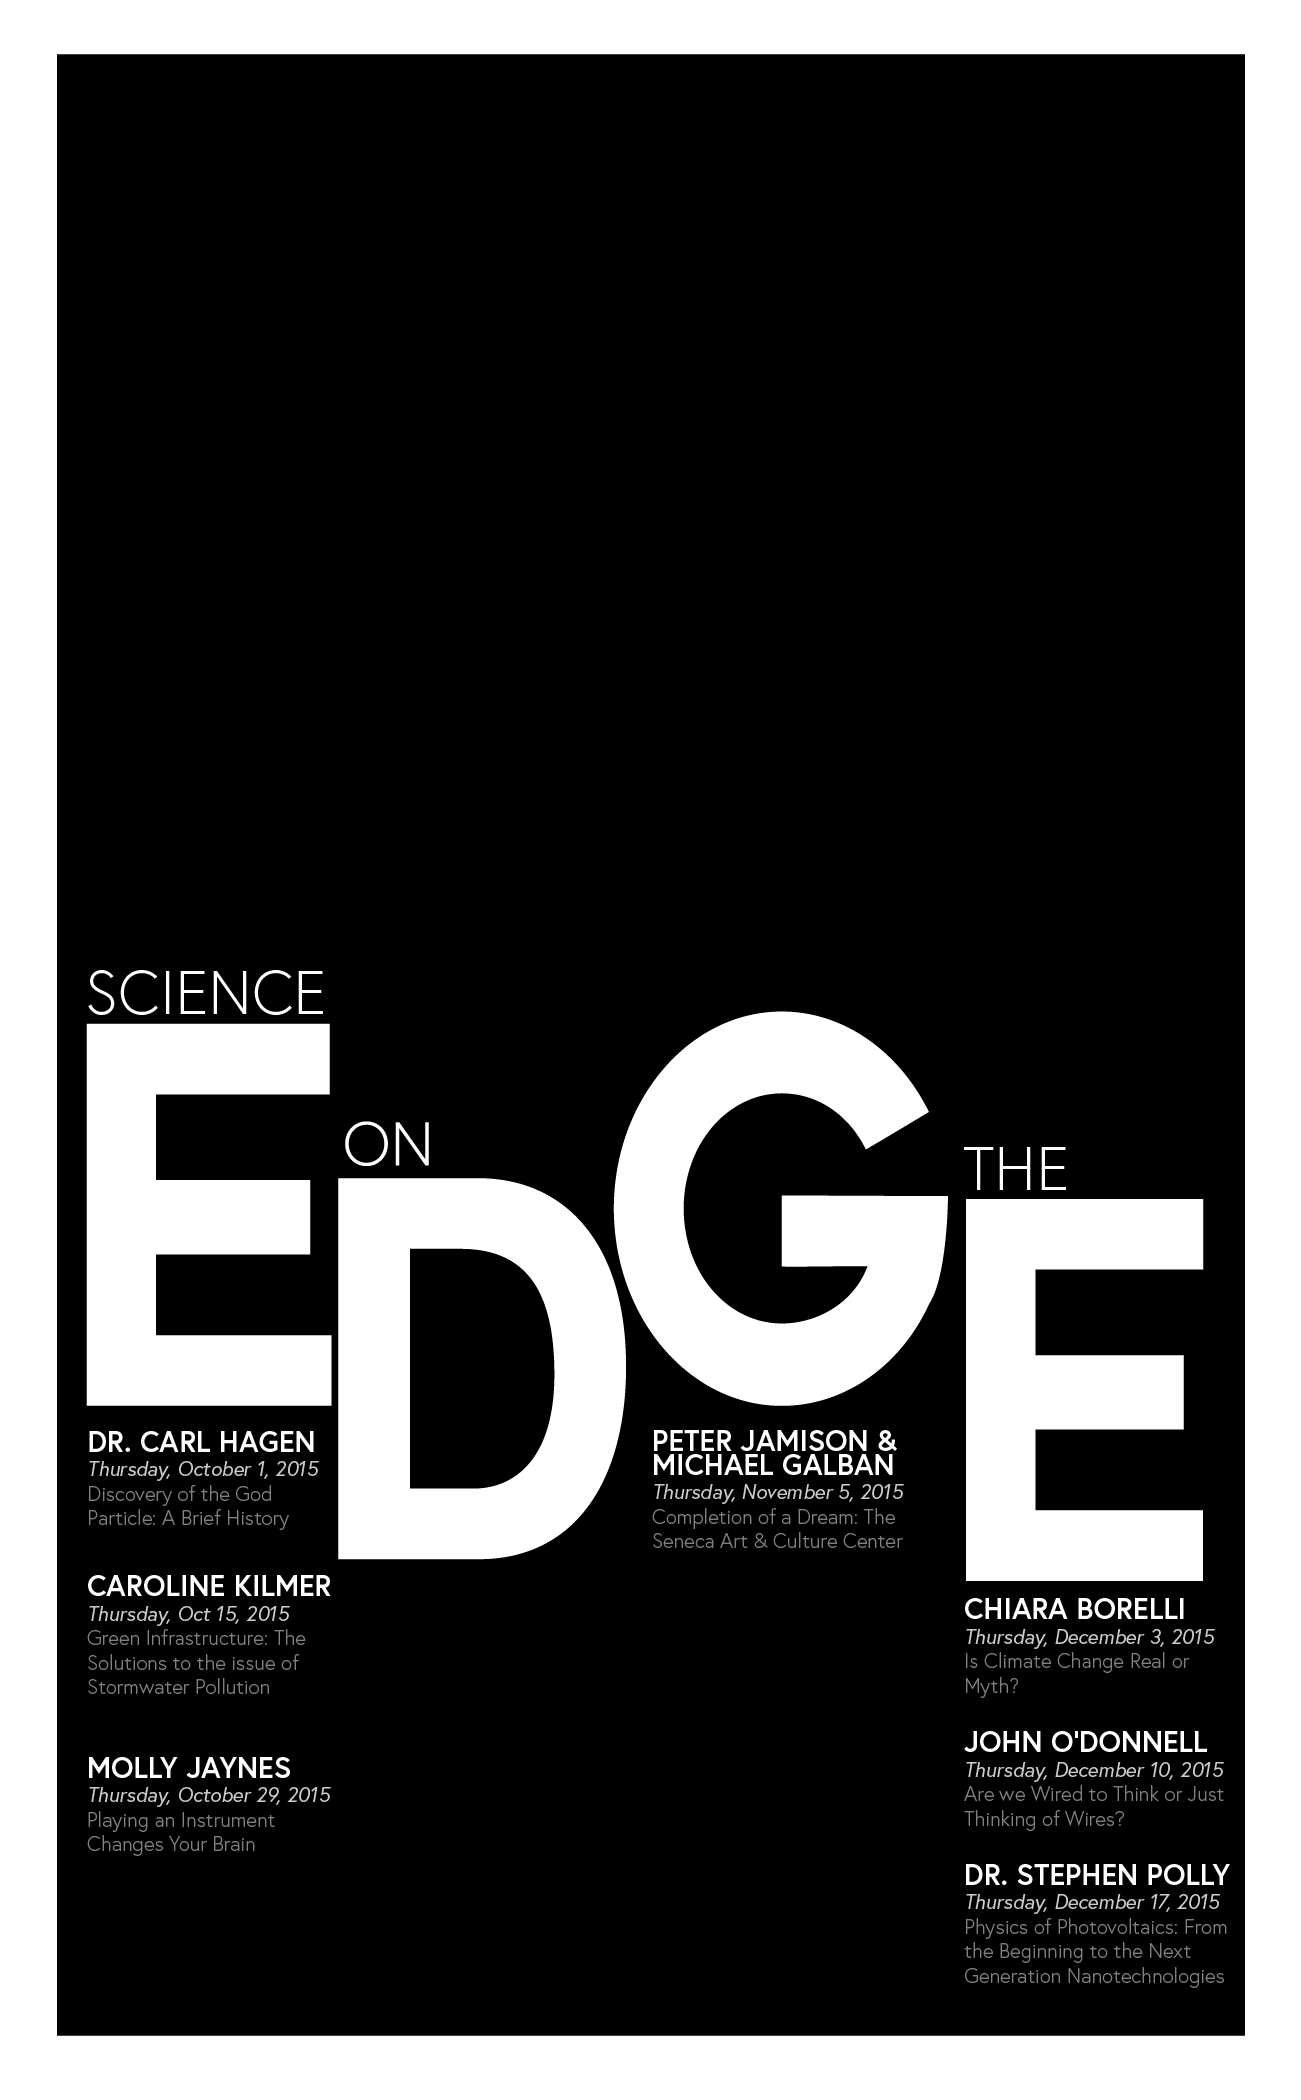 SCIENCE
ON
THE
EDGE
DR. CARL HAGEN
Thursday, October 1, 2015
Discovery of the God
Particle: A Brief History
CAROLINE KILMER
Thursday, Oct 15, 2015
Green Infrastructure: The
Solutions to the issue of
Stormwater Pollution
MOLLY JAYNES
Thursday, October 29, 2015
Playing an Instrument
Changes Your Brain
PETER JAMISON &
MICHAEL GALBAN
Thursday, November 5, 2015
Completion of a Dream: The
Seneca Art & Culture Center
CHIARA BORELLI
Thursday, December 3, 2015
Is Climate Change Real or
Myth?
JOHN O'DONNELL
Thursday, December 10, 2015
Are we Wired to Think or Just
Thinking of Wires?
DR. STEPHEN POLLY
Thursday, December 17, 2015
Physics of Photovoltaics: From
the Beginning to the Next
Generation Nanotechnologies